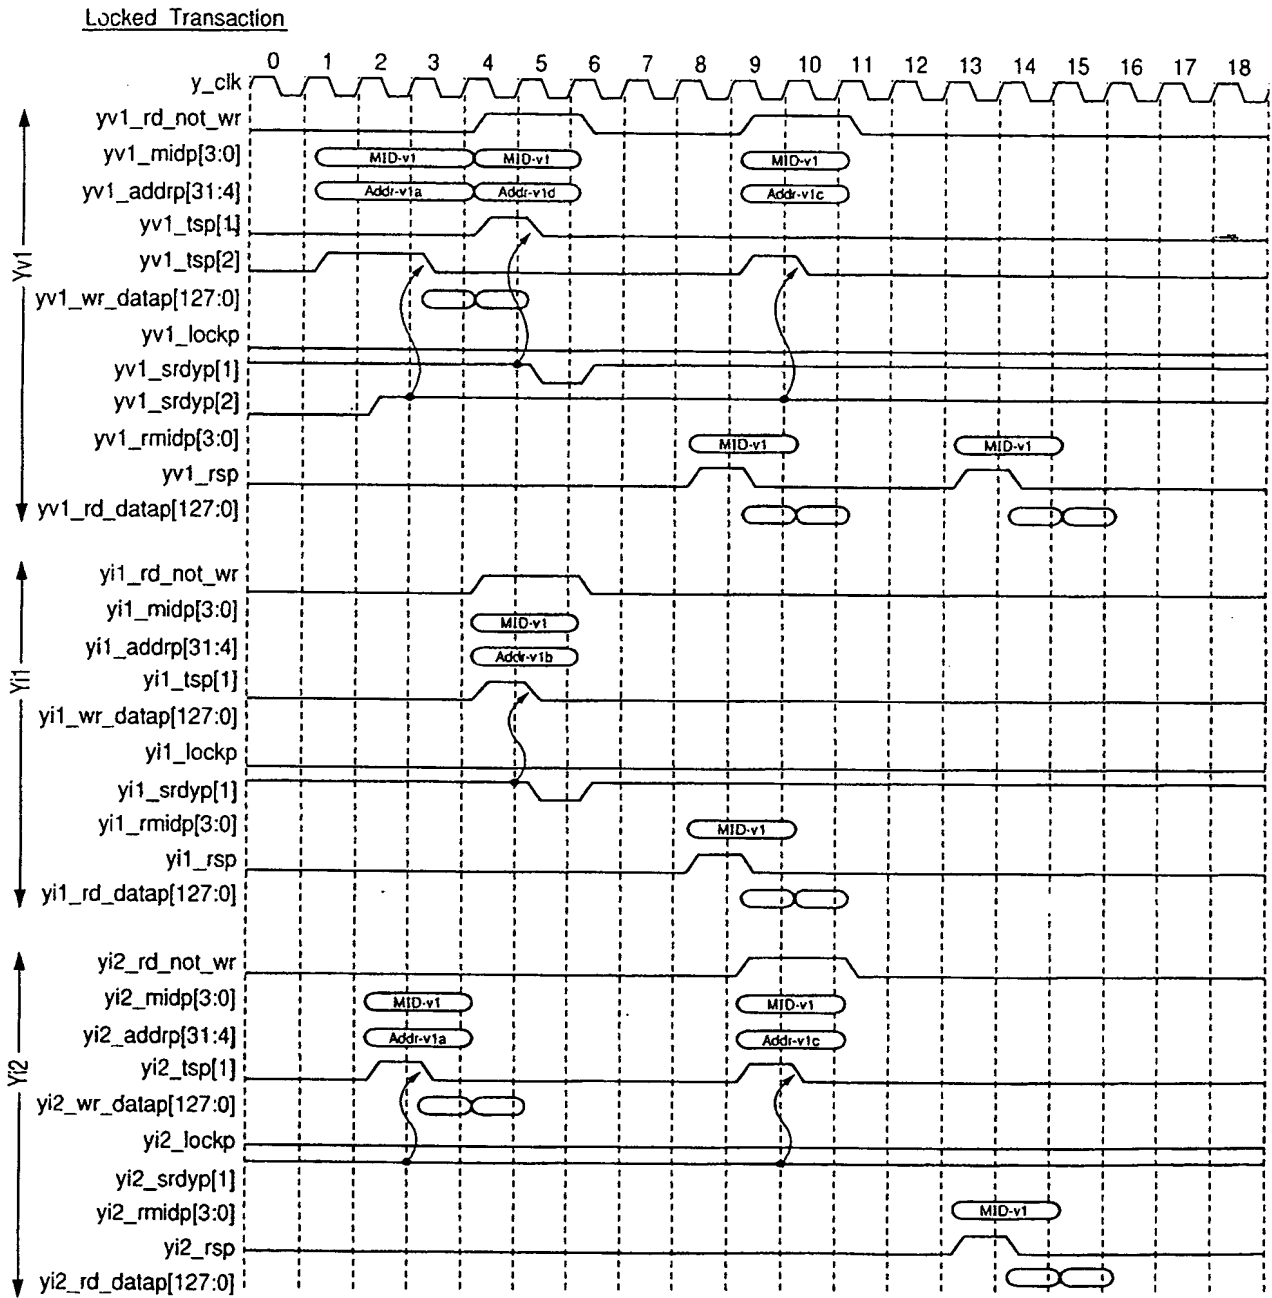 Locked Transaction
0 1 2 3 4 5 6 7 8 9 10 11 12 13 14 15 16 17 18
y_clk
yv1_rd_not_wr
yv1_midp[3:0] MID-v1 MID-v1 MID-v1
yv1_addrp[31:4] Addr-v1a Addr-v1d Addr-v1c
yv1_tsp[1]
yv1_tsp[2]
Yv1
yv1_wr_datap[127:0]
yv1_lockp
yv1_srdyp[1]
yv1_srdyp[2]
yv1_rmidp[3:0] MID-v1 MID-v1
yv1_rsp
yv1_rd_datap[127:0]
yi1_rd_not_wr
yi1_midp[3:0] MID-v1
yi1_addrp[31:4] Addr-v1b
yi1_tsp[1]
Yi1
yi1_wr_datap[127:0]
yi1_lockp
yi1_srdyp[1]
yi1_rmidp[3:0] MID-v1
yi1_rsp
yi1_rd_datap[127:0]
yi2_rd_not_wr
yi2_midp[3:0] MID-v1 MID-v1
yi2_addrp[31:4] Addr-v1a Addr-v1c
yi2_tsp[1]
Yi2
yi2_wr_datap[127:0]
yi2_lockp
yi2_srdyp[1]
yi2_rmidp[3:0] MID-v1
yi2_rsp
yi2_rd_datap[127:0]